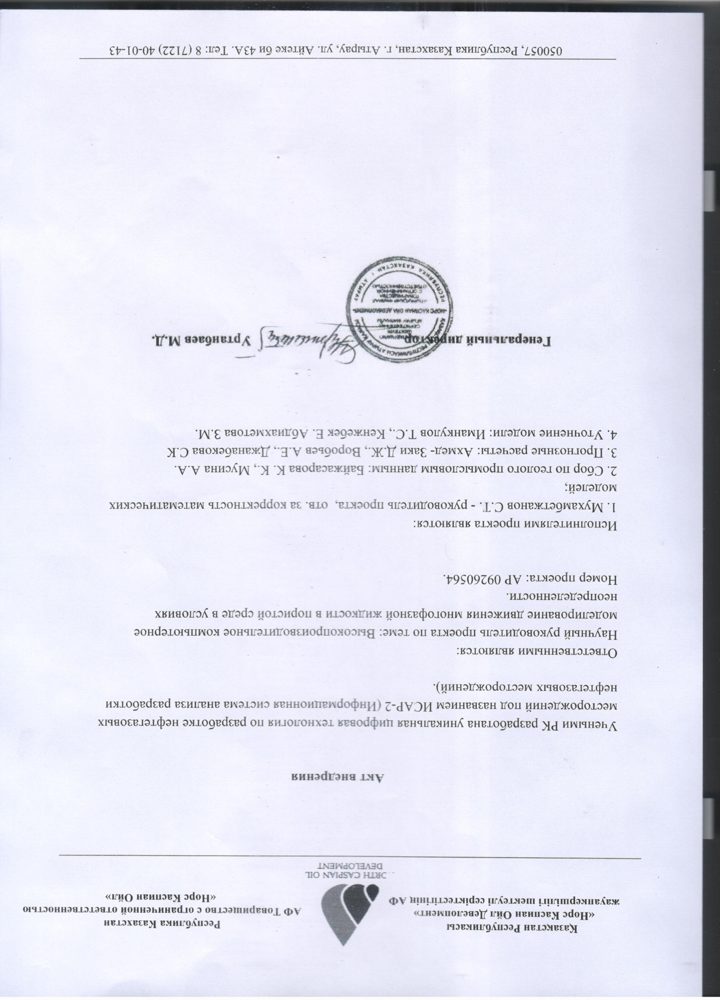 Қазақстан Республикасы
«Норс Каспиан Ойл Девелопмент»
жауапкершілігі шектеулі серіктестігінің АФ
ORTH CASPIAN OIL
DEVELOPMENT
Республика Казахстан
АФ Товарищество с ограниченной ответственностью
«Норс Каспиан Ойл»
Акт внедрения
Учеными РК разработана уникальная цифровая технология по разработке нефтегазовых
месторождений под названием ИСАР-2 (Информационная система анализа разработки
нефтегазовых месторождений).
Ответственными являются:
Научный руководитель проекта по теме: Высокопроизводительное компьютерное
моделирование движения многофазной жидкости в пористой среде в условиях
неопределенности.
Номер проекта: АР 09260564.
Исполнителями проекта являются:
1. Мухамбетжанов С.Т. - руководитель проекта, отв. за корректность математических
моделей;
2. Сбор по геолого промысловым данным: Байжасарова К. К., Мусина А.А.
3. Прогнозные расчеты: Ахмед- Заки Д.Ж., Воробьев А.Е., Джанабекова С.К
4. Уточнение модели: Иманкулов Т.С., Кенжебек Е. Абдиахметова З.М.
Генеральный директор
Уртанбаев М.Д.
РЕСПУБЛИКА КАЗАХСТАН г. АТЫРАУ
050057, Республика Казахстан, г. Атырау, ул. Айтеке би 43А. Тел: 8 (7122) 40-01-43